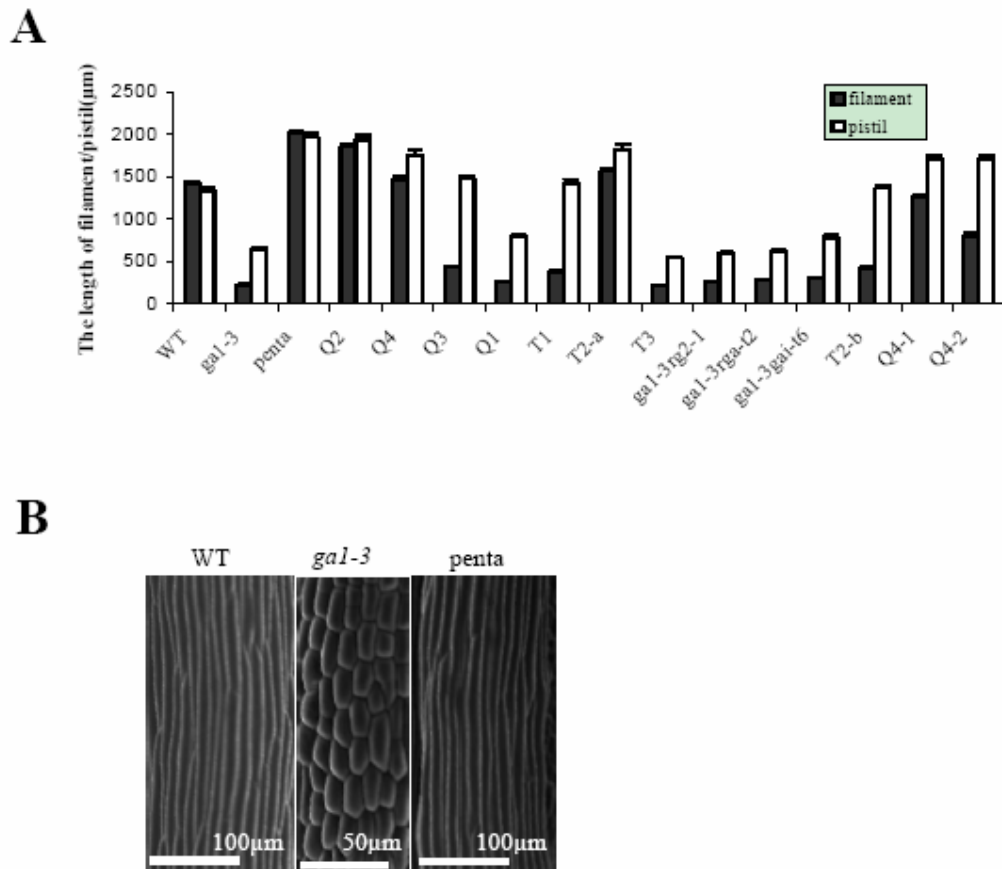 A
The length of filament/pistil(μm)
2500
2000
1500
1000
500
0
filament
pistil
WT
ga1-3
penta
Q2
Q4
Q3
Q1
T1
T2-a
T3
ga1-3rg2-1
ga1-3rga-t2
ga1-3gai-t6
T2-b
Q4-1
Q4-2
B
WT
ga1-3
penta
100μm
50μm
100μm